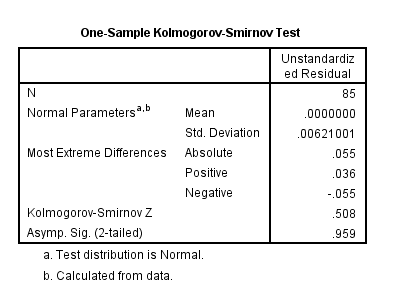 One-Sample Kolmogorov-Smirnov Test
Unstandardiz
ed Residual
N 85
Normal Parametersa,b Mean .0000000
Std. Deviation .00621001
Most Extreme Differences Absolute .055
Positive .036
Negative -.055
Kolmogorov-Smirnov Z .508
Asymp. Sig. (2-tailed) .959
a. Test distribution is Normal.
b. Calculated from data.